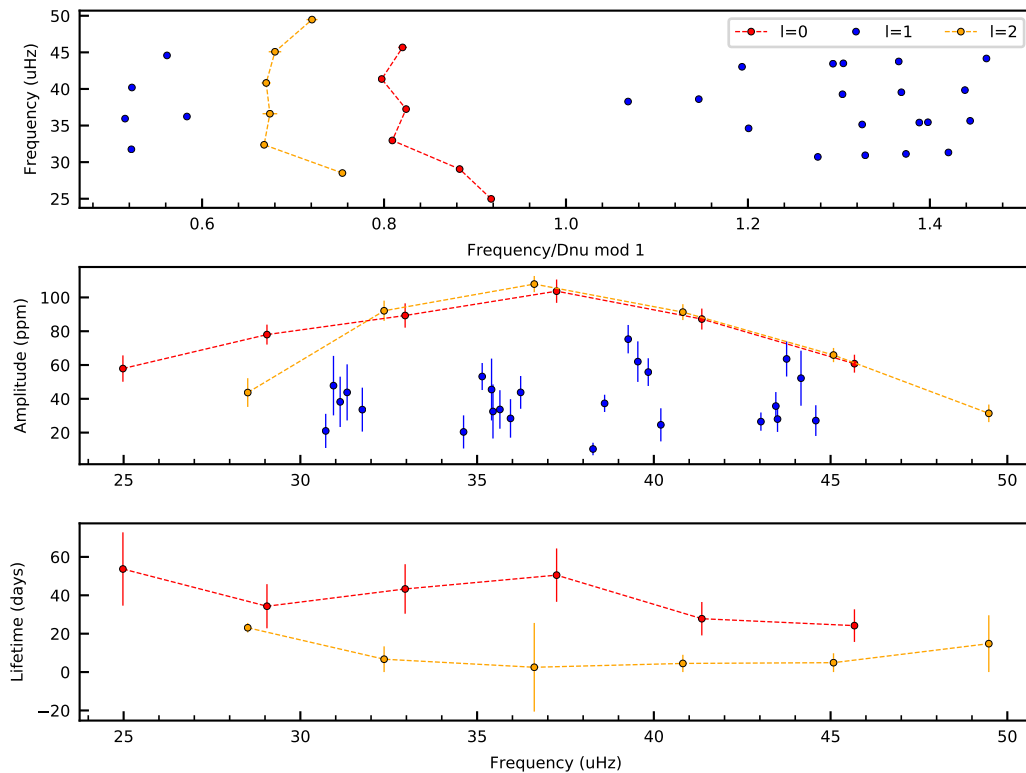 50
45
40
35
30
25
Frequency (uHz)
l=0 l=1 l=2
0.6 0.8 1.0 1.2 1.4
Frequency/Dnu mod 1
100
80
60
40
20
Amplitude (ppm)
25 30 35 40 45 50
60
40
20
0
−20
Lifetime (days)
25 30 35 40 45 50
Frequency (uHz)